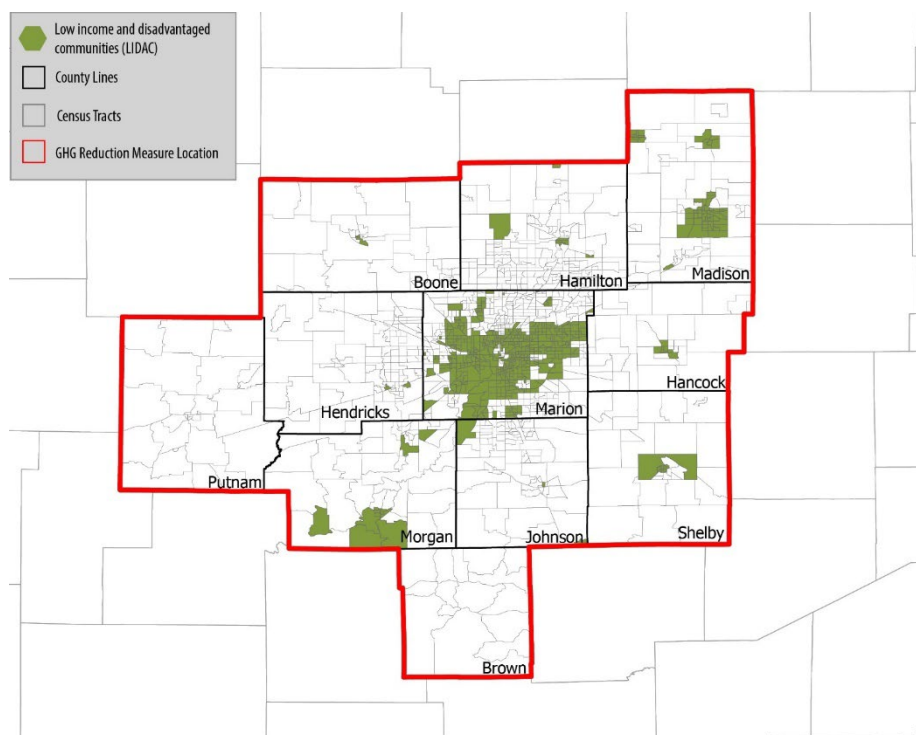 Low income and disadvantaged
communities (LIDAC)
County Lines
Census Tracts
GHG Reduction Measure Location
Madison
Boone
Hamilton
Hancock
Hendricks
Marion
Putnam
Morgan
Johnson
Shelby
Brown